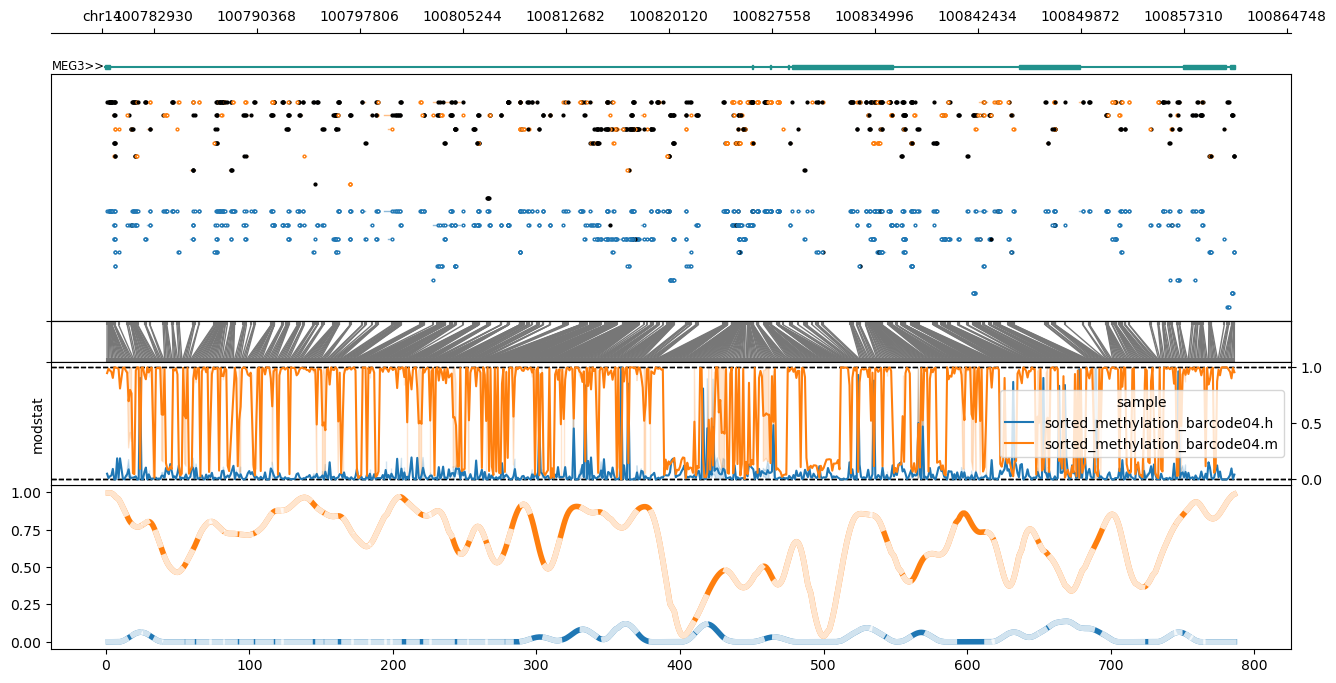 chr14 100782930 100790368 100797806 100805244 100812682 100820120 100827558 100834996 100842434 100849872 100857310 100864748
MEG3>>
1.0
sample
modstat
sorted_methylation_barcode04.h
0.5
sorted_methylation_barcode04.m
0.0
1.00
0.75
0.50
0.25
0.00
0 100 200 300 400 500 600 700 800